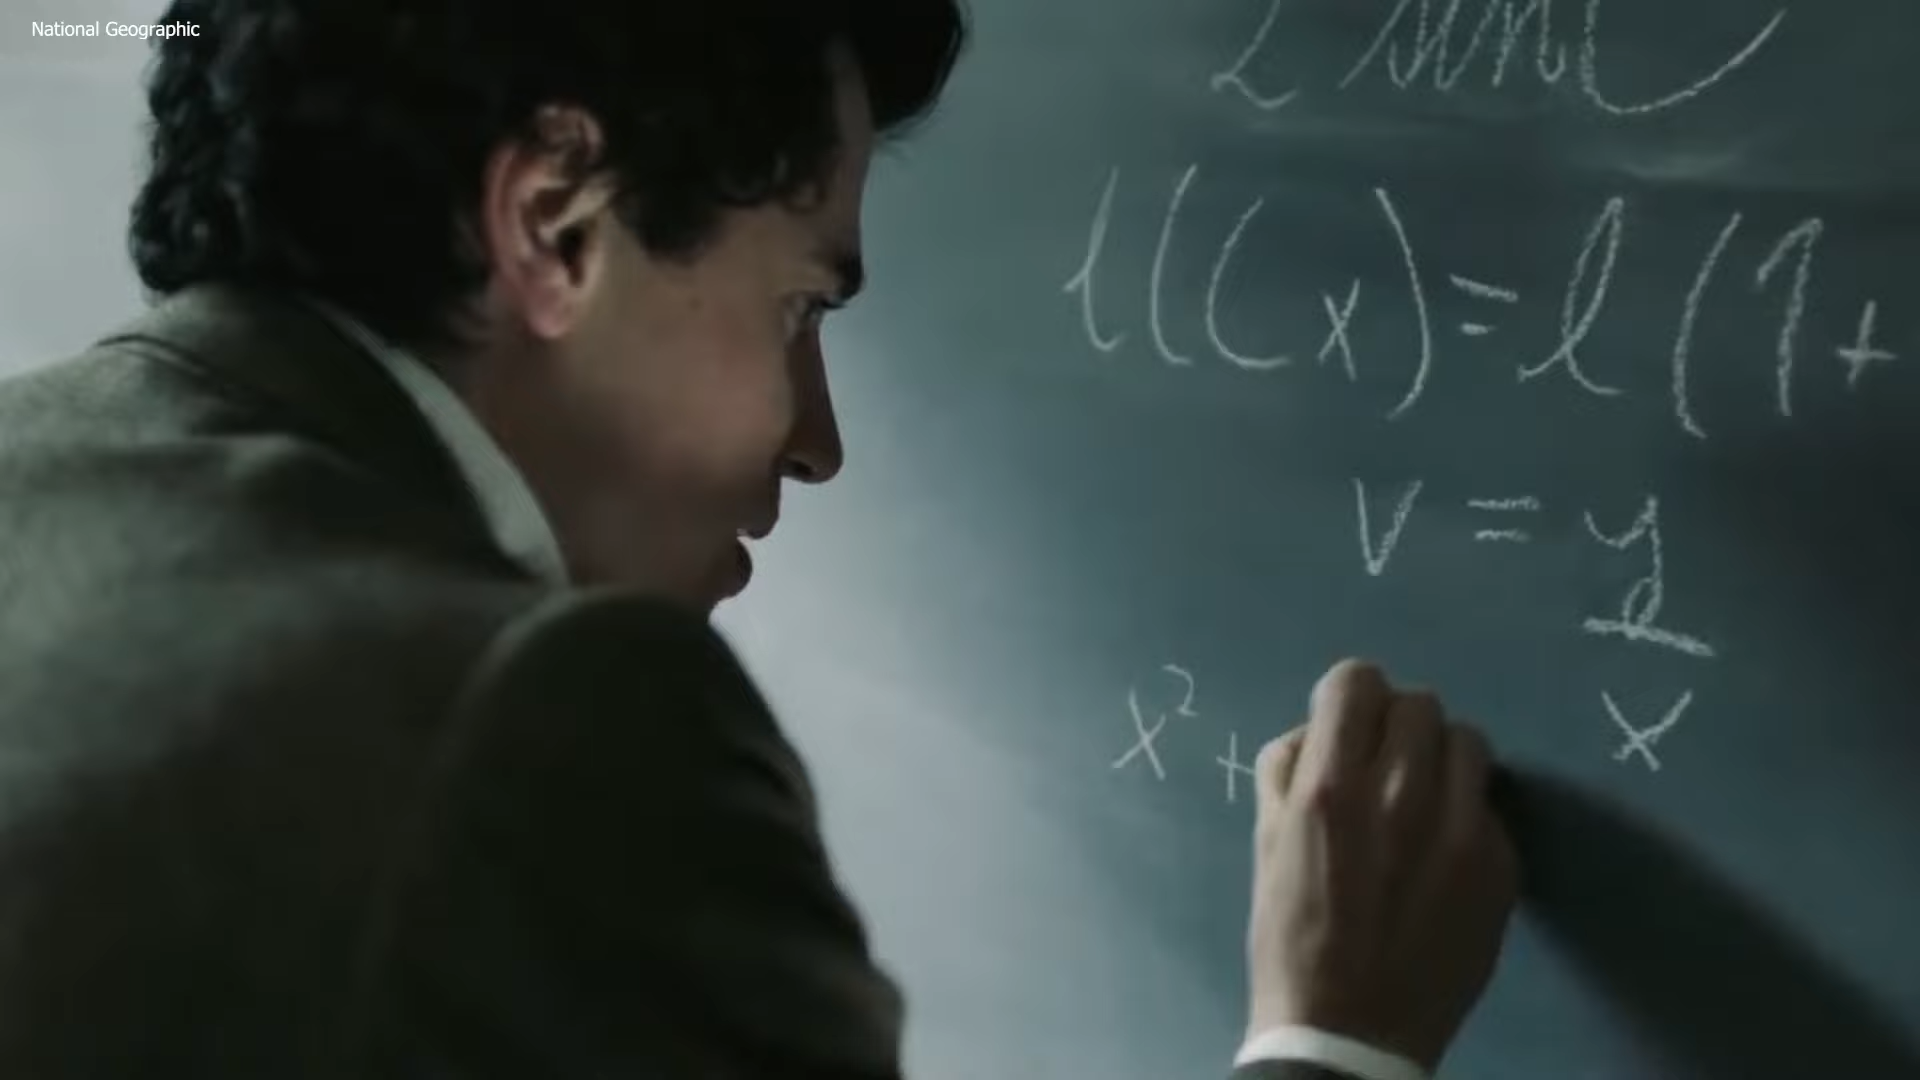 National Geographic
l((x)=l(1+
v = y
x
x² +